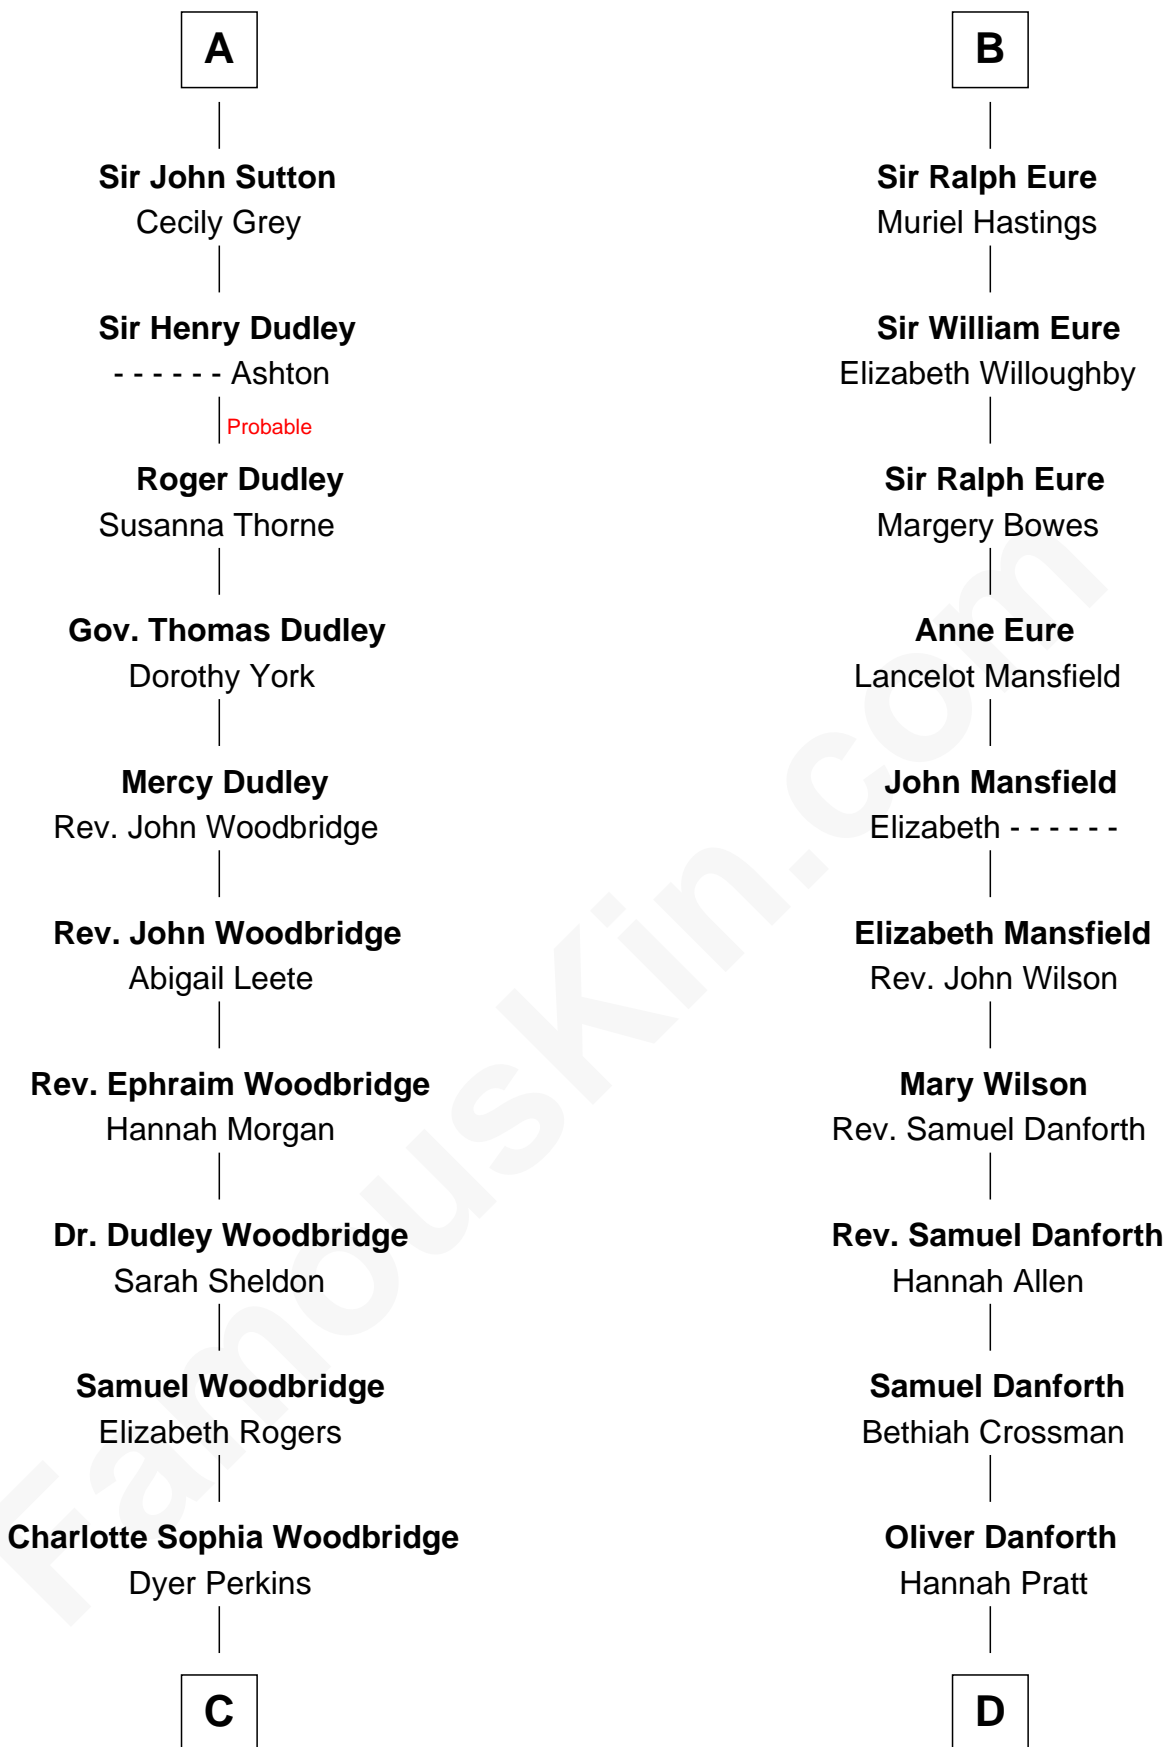 A
Sir John Sutton
Cecily Grey
Sir Henry Dudley
- - - - - - Ashton
Probable
Roger Dudley
Susanna Thorne
Gov. Thomas Dudley
Dorothy York
Mercy Dudley
Rev. John Woodbridge
Rev. John Woodbridge
Abigail Leete
Rev. Ephraim Woodbridge
Hannah Morgan
Dr. Dudley Woodbridge
Sarah Sheldon
Samuel Woodbridge
Elizabeth Rogers
Charlotte Sophia Woodbridge
Dyer Perkins
C
B
Sir Ralph Eure
Muriel Hastings
Sir William Eure
Elizabeth Willoughby
Sir Ralph Eure
Margery Bowes
Anne Eure
Lancelot Mansfield
John Mansfield
Elizabeth - - - - - -
Elizabeth Mansfield
Rev. John Wilson
Mary Wilson
Rev. Samuel Danforth
Rev. Samuel Danforth
Hannah Allen
Samuel Danforth
Bethiah Crossman
Oliver Danforth
Hannah Pratt
D
FamousKin.com